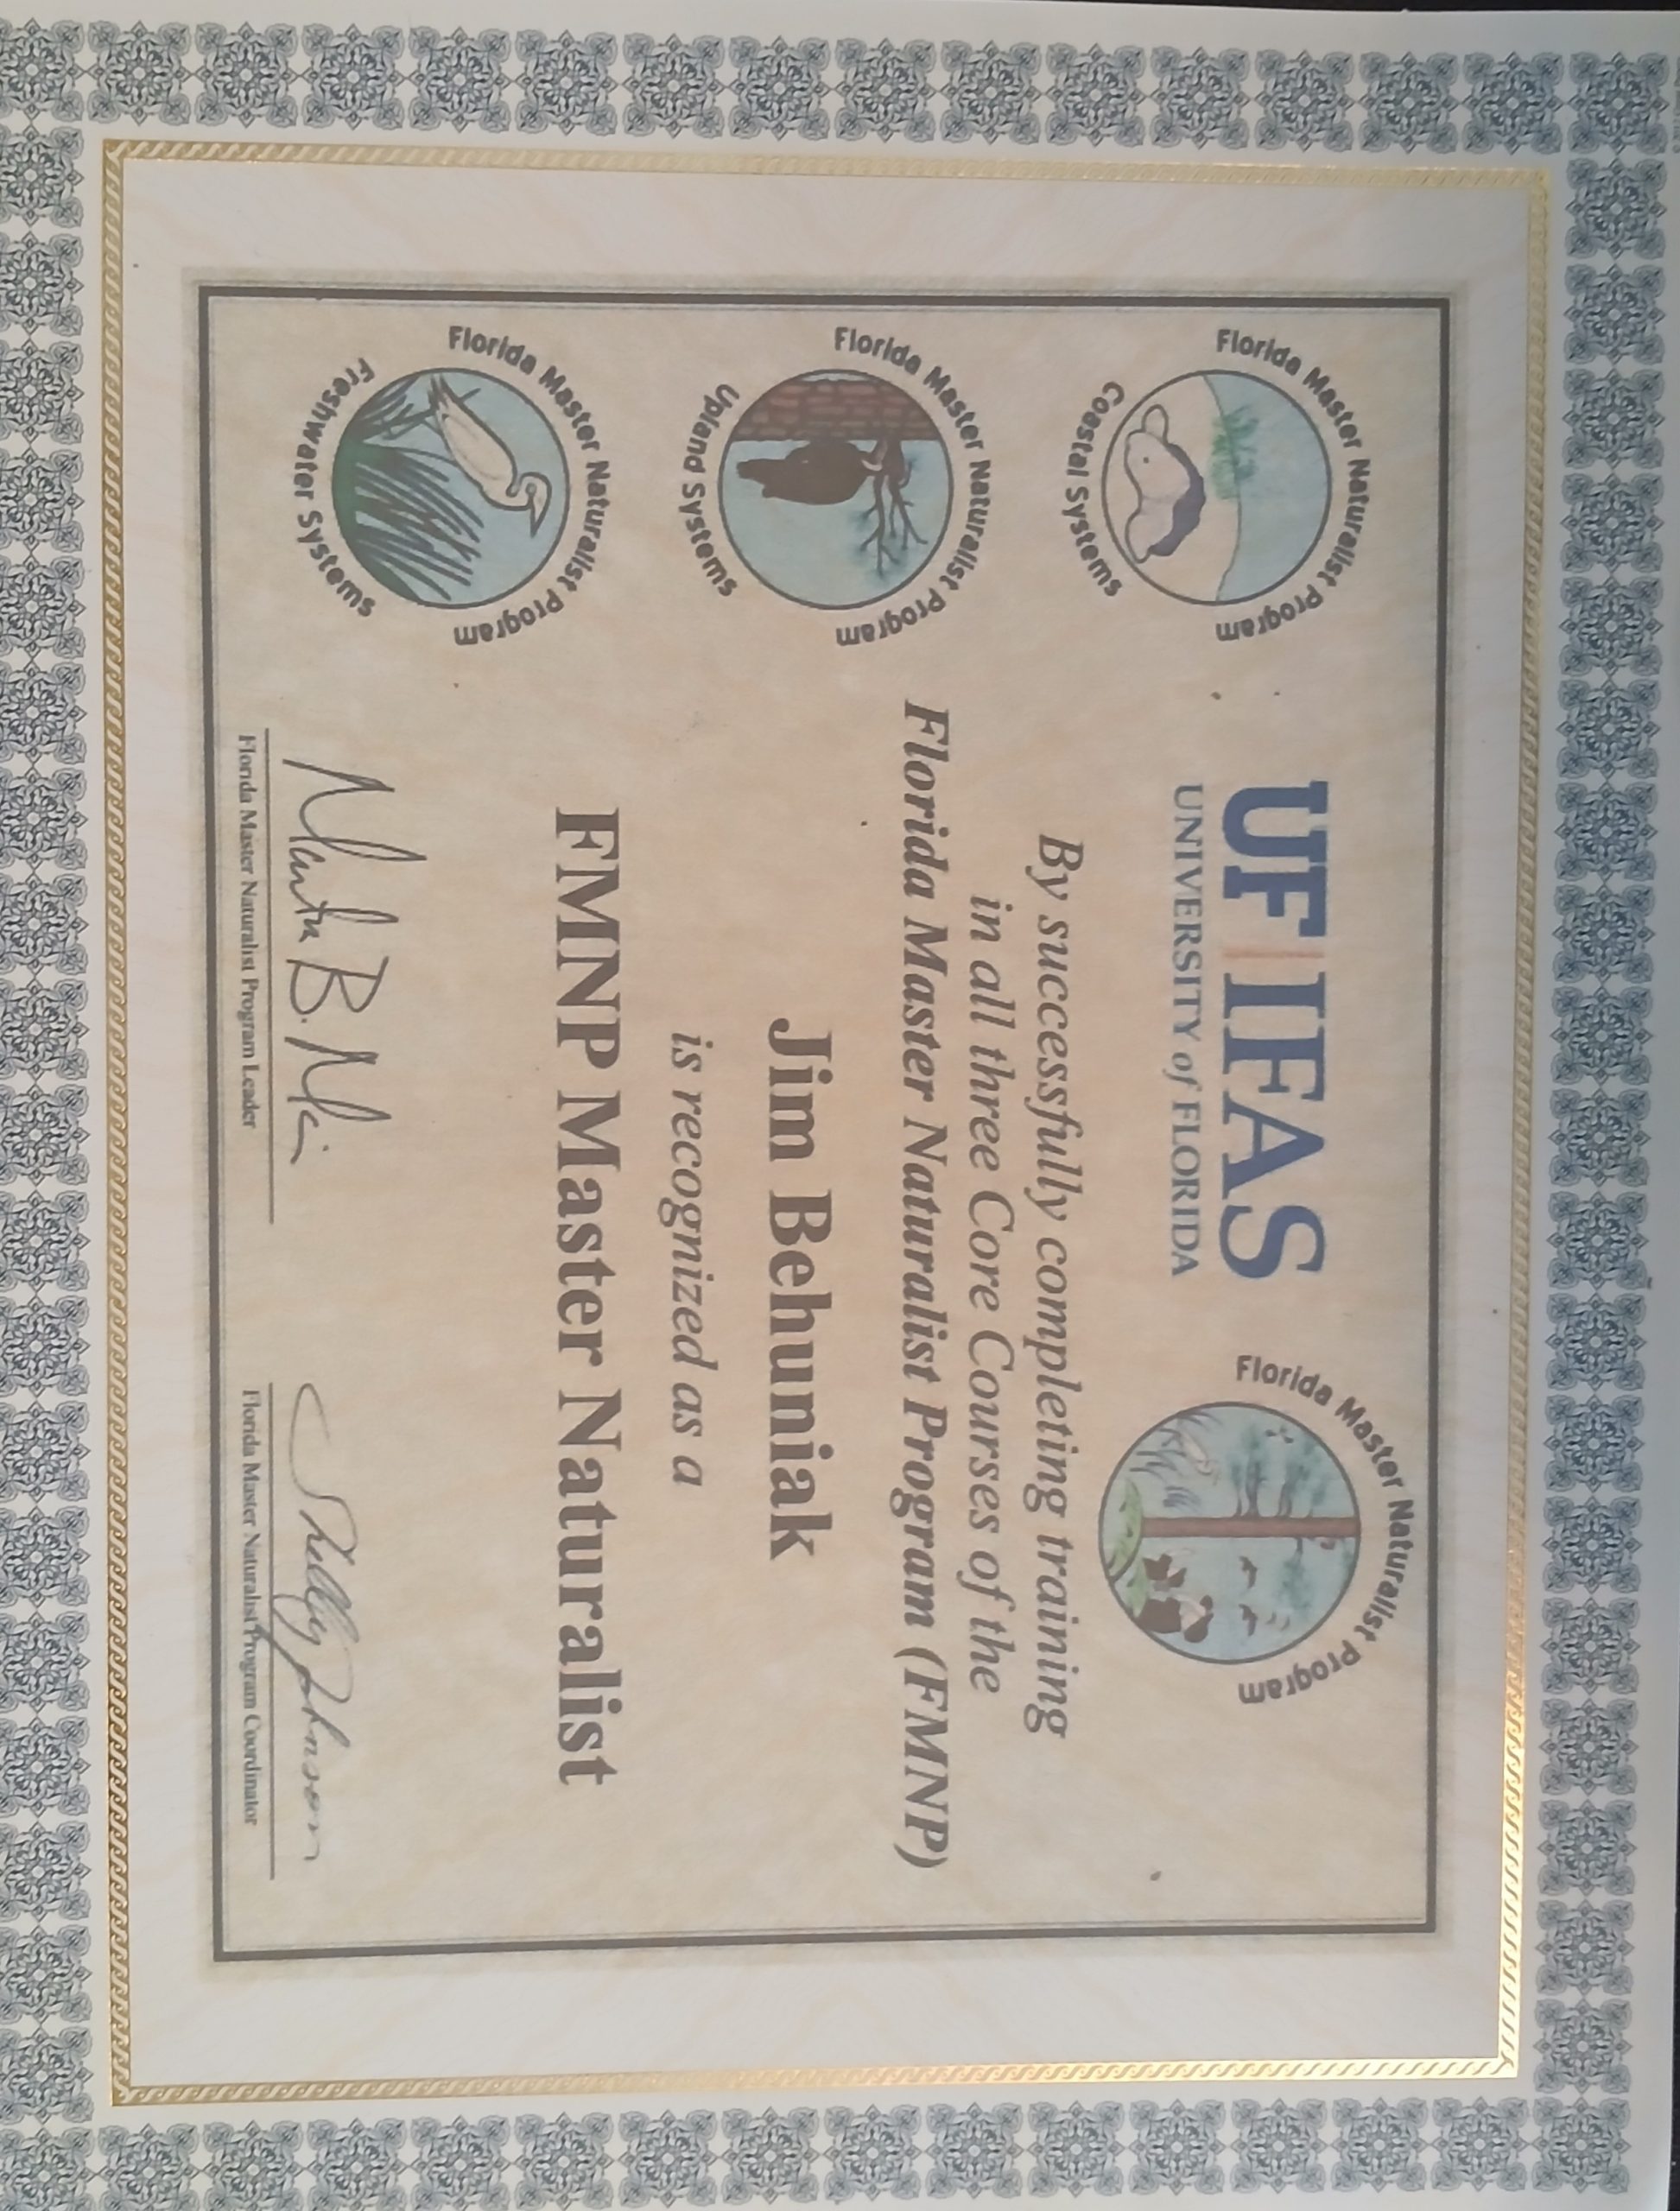 Florida Master Naturalist Program
Coastal Systems
Florida Master Naturalist Program
Upland Systems
Florida Master Naturalist Program
Freshwater Systems
UF IFAS
UNIVERSITY of FLORIDA
Florida Master Naturalist Program
By successfully completing training
in all three Core Courses of the
Florida Master Naturalist Program (FMNP)
Jim Behuniak
is recognized as a
FMNP Master Naturalist
Florida Master Naturalist Program Leader
Shelly Johnson
Florida Master Naturalist Program Coordinator